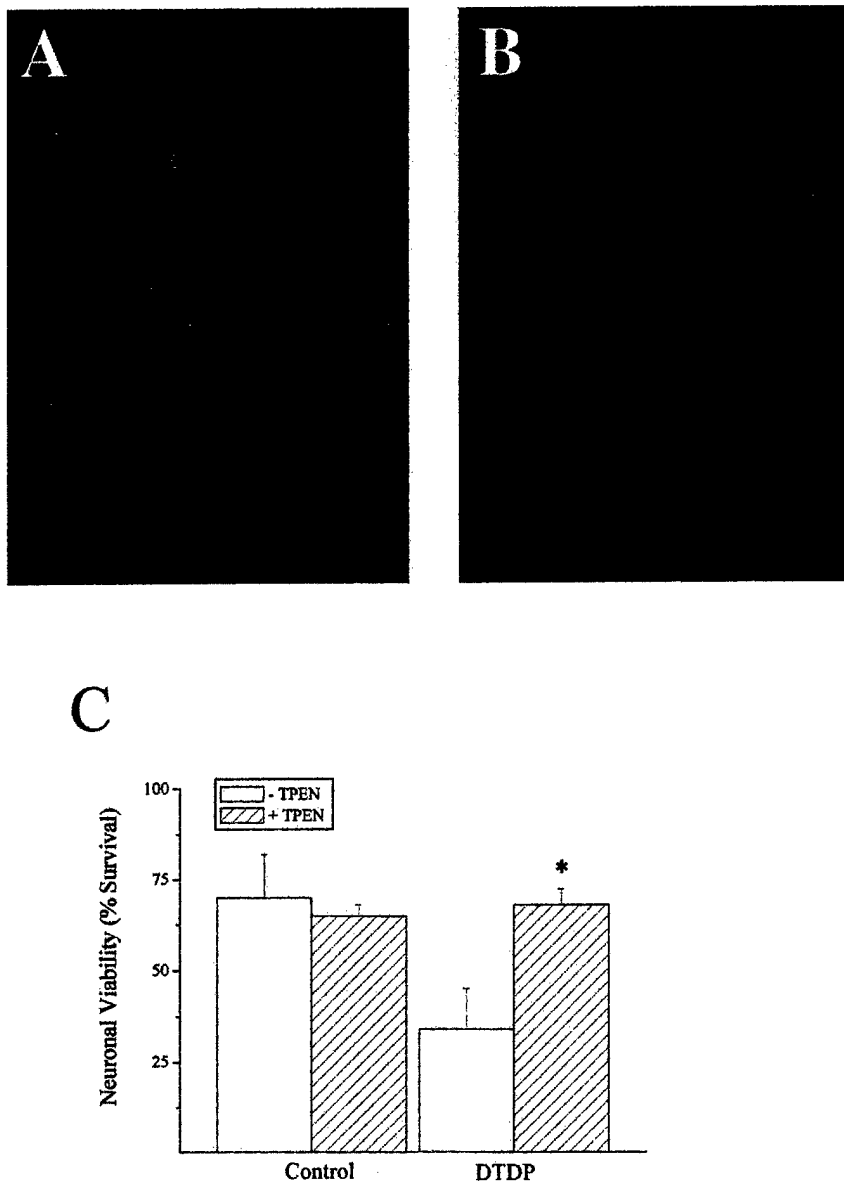 A
B
C
Neuronal Viability (% Survival)
100
75
50
25
- TPEN
+ TPEN
*
Control
DTDP